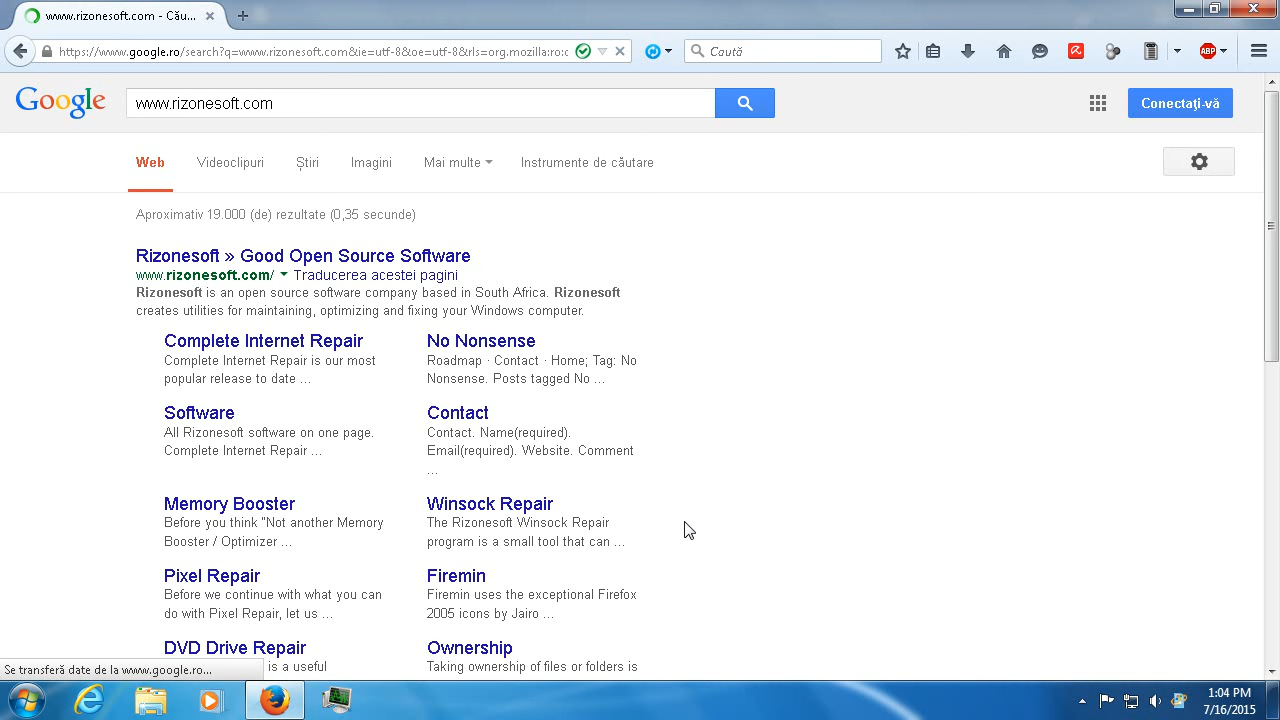 www.rizonesoft.com - Cău...
https://www.google.ro/search?q=www.rizonesoft.com&ie=utf-8&oe=utf-8&rls=org.mozilla:ro:c
Caută
ABP
Google
www.rizonesoft.com
Conectați-vă
Web Videoclipuri Știri Imagini Mai multe Instrumente de căutare
Aproximativ 19.000 (de) rezultate (0,35 secunde)
Rizonesoft » Good Open Source Software
www.rizonesoft.com/ Traducerea acestei pagini
Rizonesoft is an open source software company based in South Africa. Rizonesoft
creates utilities for maintaining, optimizing and fixing your Windows computer.
Complete Internet Repair
Complete Internet Repair is our most
popular release to date ...
No Nonsense
Roadmap · Contact · Home; Tag: No
Nonsense. Posts tagged No ...
Software
All Rizonesoft software on one page.
Complete Internet Repair ...
Contact
Contact. Name(required).
Email(required). Website. Comment
...
Memory Booster
Before you think "Not another Memory
Booster / Optimizer ...
Winsock Repair
The Rizonesoft Winsock Repair
program is a small tool that can ...
Pixel Repair
Before we continue with what you can
do with Pixel Repair, let us ...
Firemin
Firemin uses the exceptional Firefox
2005 icons by Jairo ...
DVD Drive Repair
is a useful
Ownership
Taking ownership of files or folders is
Se transferă date de la www.google.ro...
1:04 PM
7/16/2015